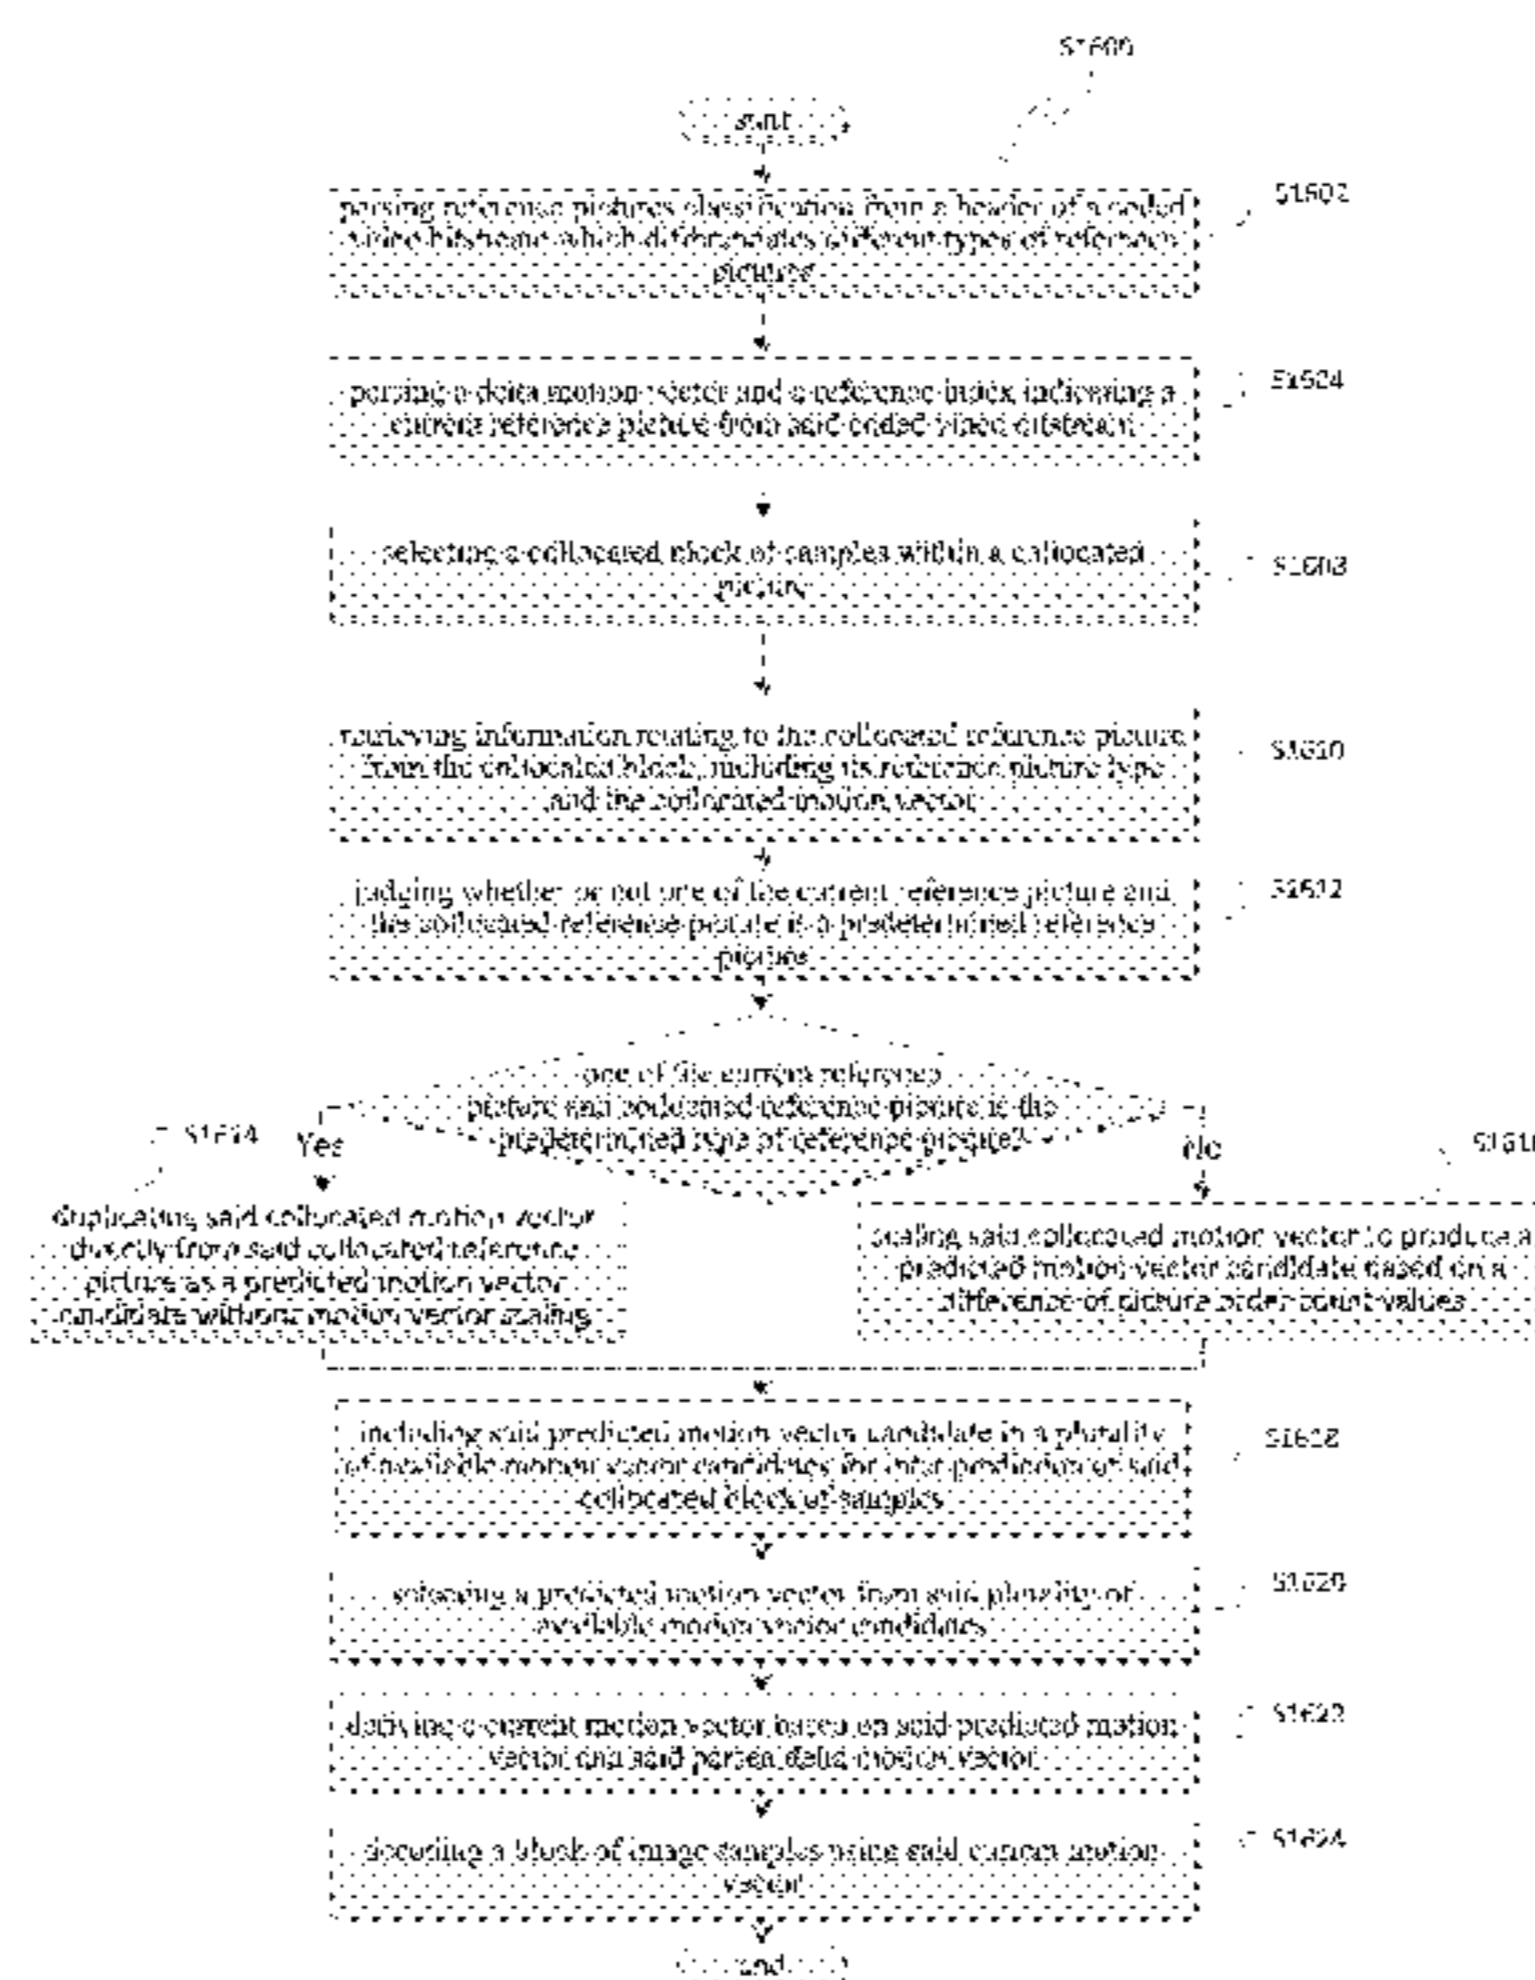 S1600
start
S1602
parsing reference pictures classification from a header of a coded
video bitstream which differentiates different types of reference
pictures
S1604
parsing a delta motion vector and a reference index indicating a
current reference picture from said coded video bitstream
selecting a collocated block of samples within a collocated
picture
S1610
retrieving information relating to the collocated reference picture
from the collocated block, including its reference picture type
and the collocated motion vector
S1612
judging whether or not one of the current reference picture and
the collocated reference picture is a predetermined reference
pictures
one of the current reference
picture and collocated reference picture is the
predetermined type of reference picture?
S1614
Yes
No
duplicating said collocated motion vector
directly from said collocated reference
picture as a predicted motion vector
candidate without motion vector scaling
scaling said collocated motion vector to produce a
predicted motion vector candidate based on a
difference of picture order count values
including said predicted motion vector candidate in a plurality
of available motion vector candidates for inter prediction of said
collocated block of samples
S1618
selecting a predicted motion vector from said plurality of
available motion vector candidates
S1620
deriving a current motion vector based on said predicted motion
vector and said parsed delta motion vector
S1622
decoding a block of image samples using said current motion
vector
S1624
end